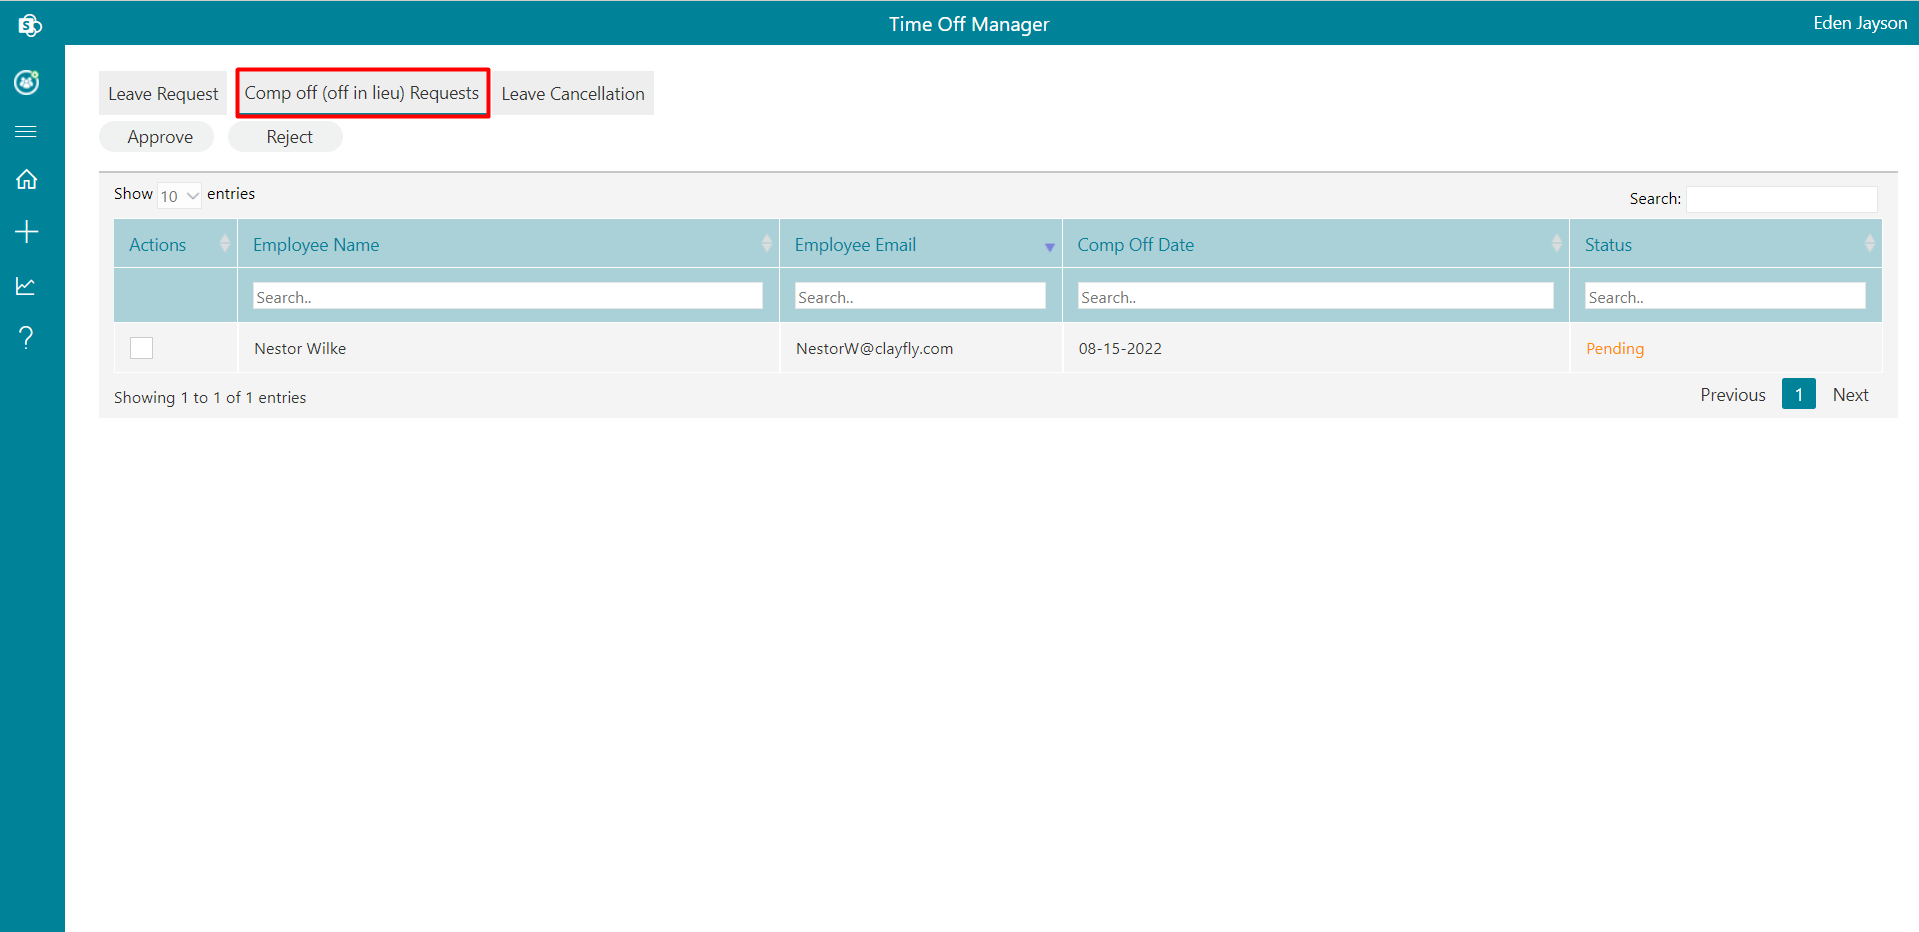 S
Time Off Manager
Eden Jayson
Leave Request
Comp off (off in lieu) Requests
Leave Cancellation
Approve
Reject
Show 10 entries
Search:
Actions
Employee Name
Employee Email
Comp Off Date
Status
Search..
Search..
Search..
Search..
Nestor Wilke
NestorW@clayfly.com
08-15-2022
Pending
Showing 1 to 1 of 1 entries
Previous 1 Next